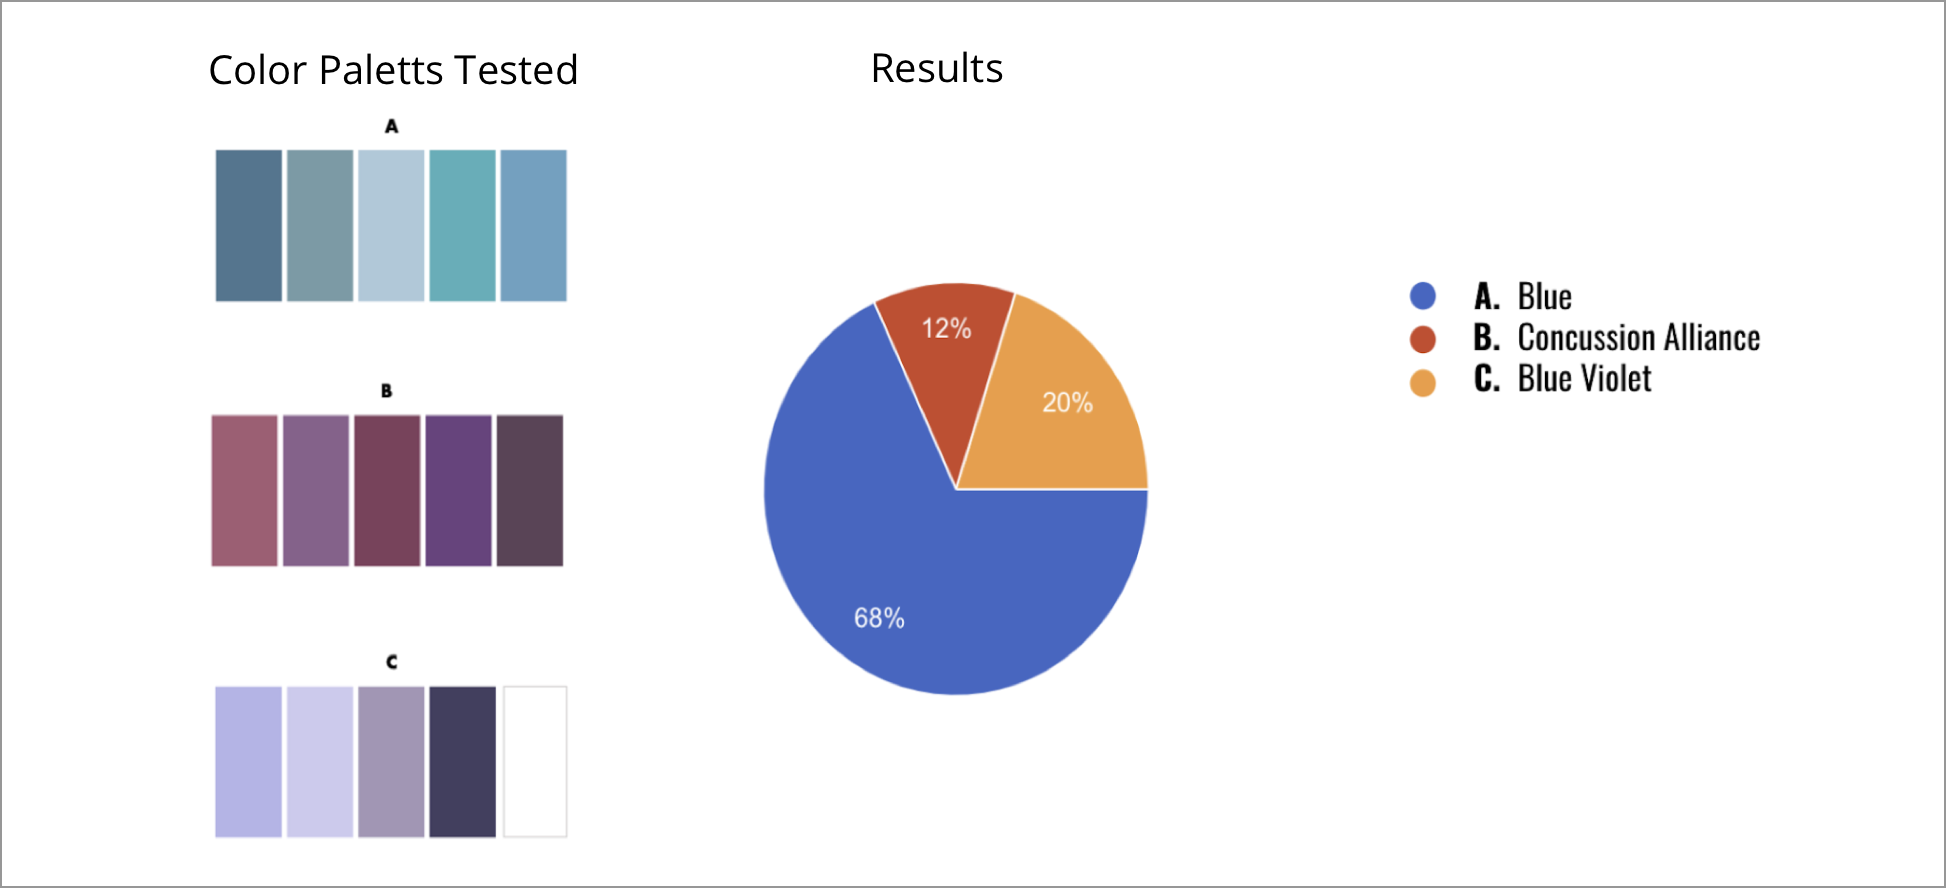 Color Paletts Tested
A
B
C
Results
12%
20%
68%
A. Blue
B. Concussion Alliance
C. Blue Violet